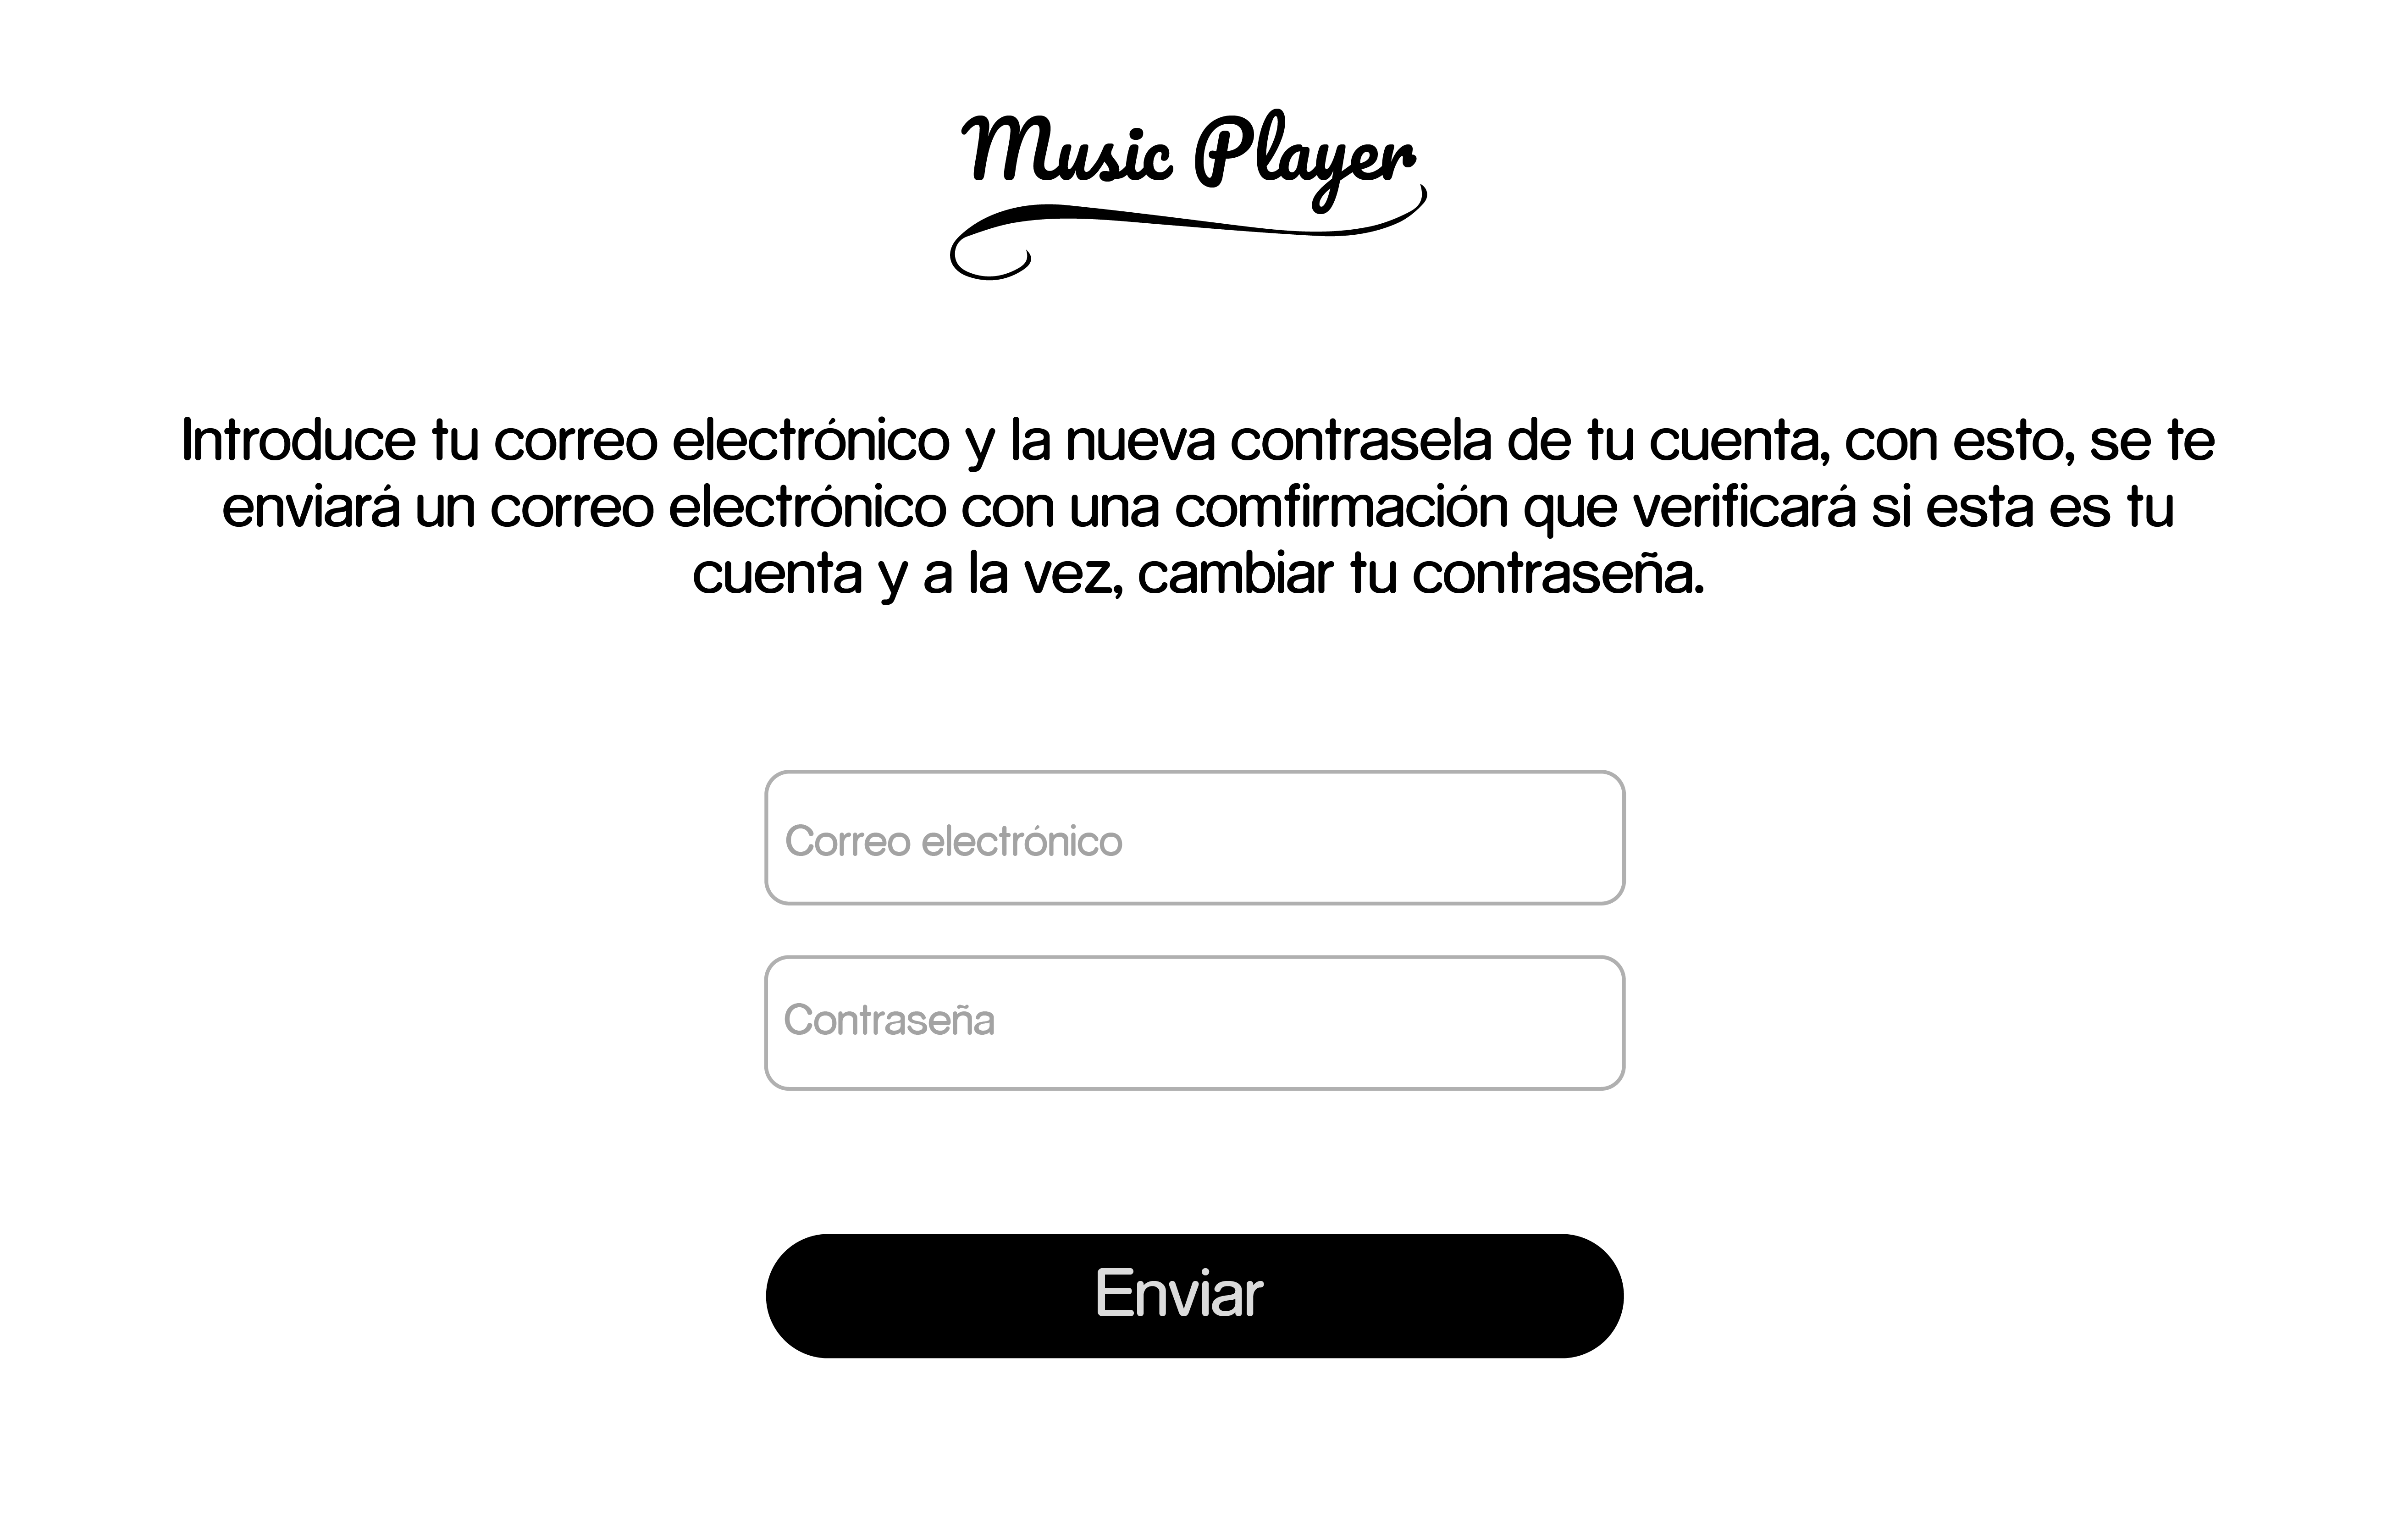 Music Player
Introduce tu correo electrónico y la nueva contrasela de tu cuenta, con esto, se te
enviará un correo electrónico con una comfirmación que verificará si esta es tu
cuenta y a la vez, cambiar tu contraseña.
Correo electrónico
Contraseña
Enviar